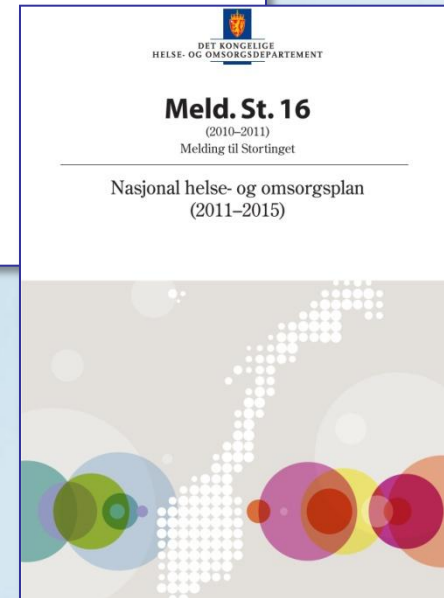 DET KONGELIGE
HELSE- OG OMSORGSDEPARTEMENT
Meld. St. 16
(2010–2011)
Melding til Stortinget
Nasjonal helse- og omsorgsplan
(2011–2015)